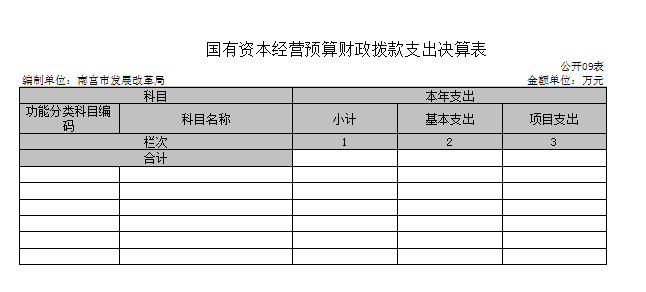 国有资本经营预算财政拨款支出决算表
公开09表
编制单位：南宫市发展改革局 金额单位：万元
科目 本年支出
功能分类科目编码 科目名称 小计 基本支出 项目支出
栏次 1 2 3
合计